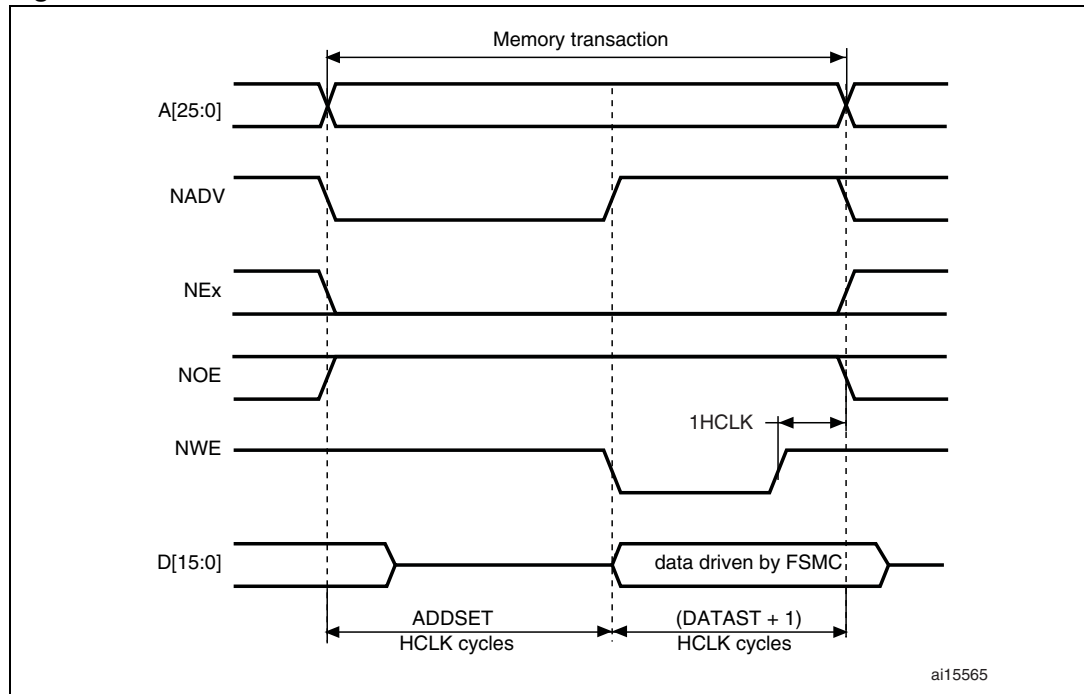 Memory transaction
A[25:0]
NADV
NEx
NOE
1HCLK
NWE
D[15:0]
data driven by FSMC
ADDSET
HCLK cycles
(DATAST + 1)
HCLK cycles
ai15565